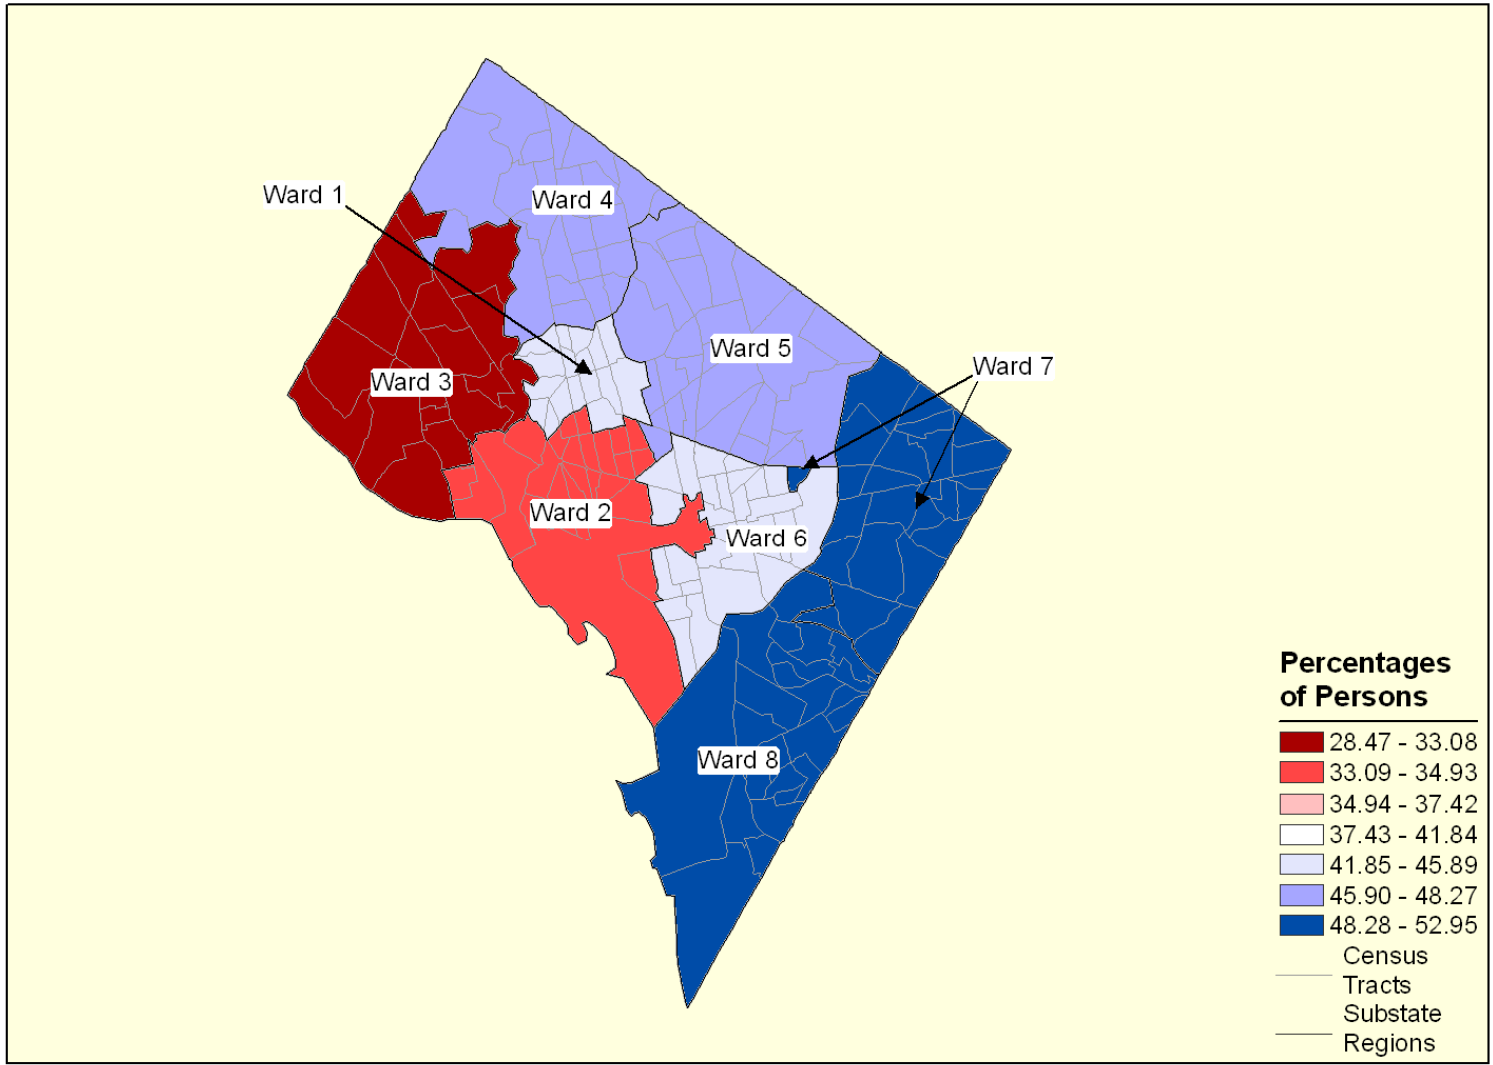 Ward 1
Ward 4
Ward 5
Ward 7
Ward 3
Ward 2
Ward 6
Ward 8
Percentages
of Persons
28.47 - 33.08
33.09 - 34.93
34.94 - 37.42
37.43 - 41.84
41.85 - 45.89
45.90 - 48.27
48.28 - 52.95
Census
Tracts
Substate
Regions